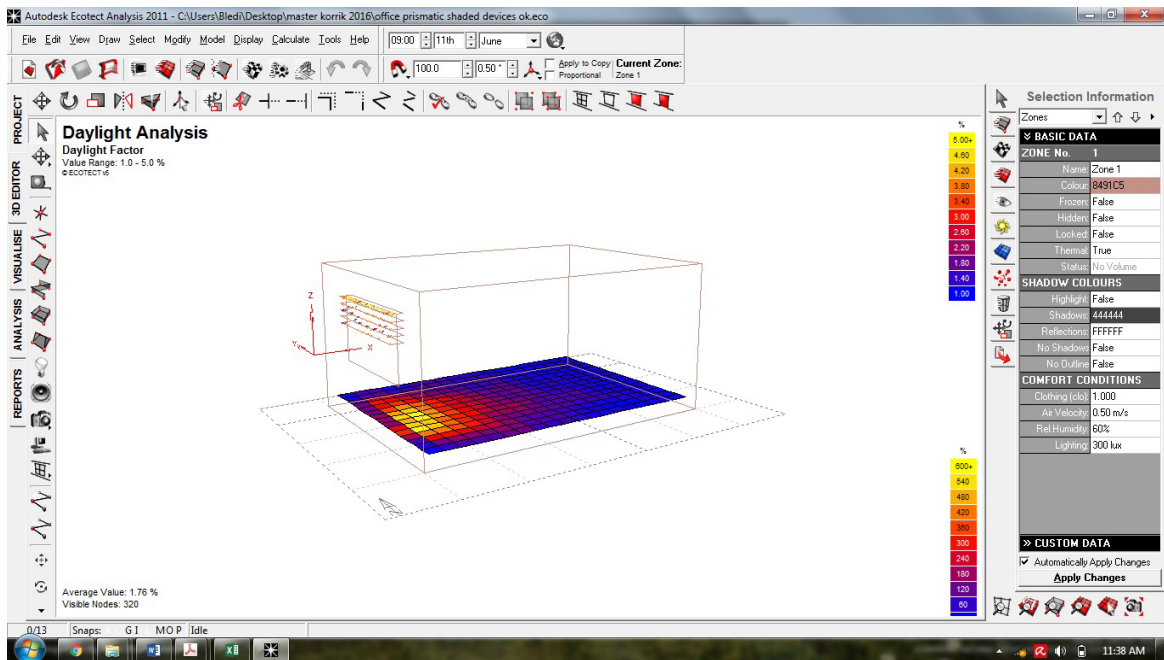 Autodesk Ecotect Analysis 2011 - C:\Users\Bledi\Desktop\master korrik 2016\office prismatic shaded devices ok.eco
File Edit View Draw Select Modify Model Display Calculate Tools Help
09:00 11th June
100.0 0.50 ° Apply to Copy Proportional Current Zone: Zone 1
PROJECT
3D EDITOR
VISUALISE
ANALYSIS
REPORTS
Daylight Analysis
Daylight Factor
Value Range: 1.0 - 5.0 %
© ECOTECT v5
Z
Y
X
%
5.00+
4.60
4.20
3.80
3.40
3.00
2.60
2.20
1.80
1.40
1.00
%
600+
540
480
420
360
300
240
180
120
60
Average Value: 1.76 %
Visible Nodes: 320
Selection Information
Zones
BASIC DATA
ZONE No. 1
Name: Zone 1
Colour: 8491C5
Frozen: False
Hidden: False
Locked: False
Thermal: True
Status: No Volume
SHADOW COLOURS
Highlight: False
Shadows: 444444
Reflections: FFFFFF
No Shadows False
No Outline False
COMFORT CONDITIONS
Clothing (clo): 1.000
Air Velocity: 0.50 m/s
Rel.Humidity: 60%
Lighting: 300 lux
» CUSTOM DATA
Automatically Apply Changes
Apply Changes
0/13 Snaps: G I M O P Idle
11:38 AM